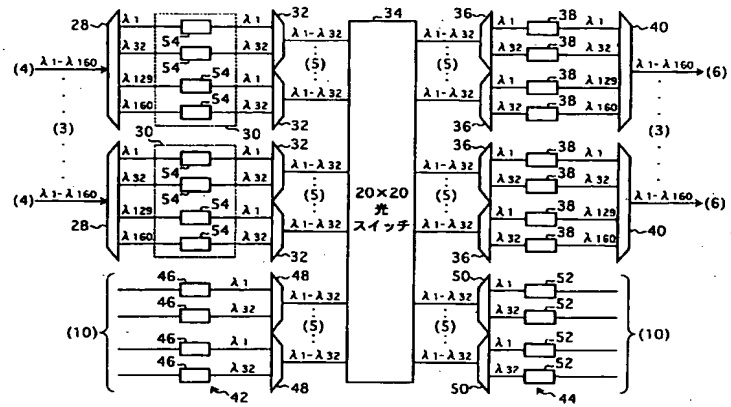 28 λ1 54 λ1 32 34 36 λ1 38 λ1 40
λ32 54 λ32 λ1-λ32 λ1-λ32 λ32 38 λ32
(4) λ1-λ160 (5) (5) λ1-λ160 (6)
λ129 54 λ1 λ1-λ32 λ1-λ32 λ1 38 λ129
λ160 54 λ32 λ32 38 λ160
(3) 30 30 32 36 (3)
λ1 λ1 32 36 λ1 38 λ1
λ32 54 λ32 λ1-λ32 λ1-λ32 λ32 38 λ32
(4) λ1-λ160 54 (5) 20×20 (5) λ1-λ160 (6)
28 λ129 54 λ1 λ1-λ32 光 λ1-λ32 λ1 38 λ129 40
λ160 54 λ32 スイッチ λ32 38 λ160
32 36
46 λ1 48 50 λ1 52
46 λ32 λ1-λ32 λ1-λ32 λ32 52
(10) (5) (5) (10)
46 λ1 λ1-λ32 λ1-λ32 λ1 52
46 λ32 λ32 52
42 48 50 44